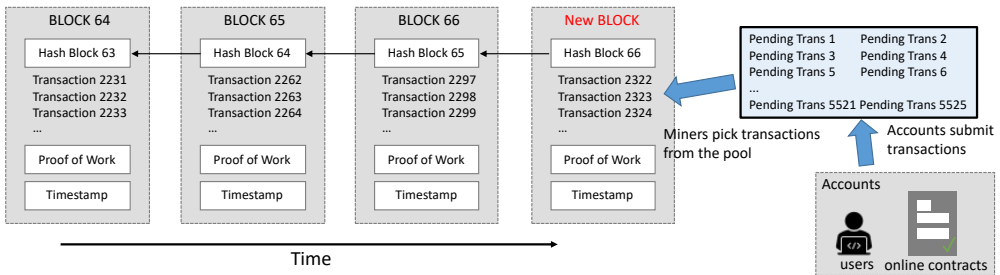 BLOCK 64
Hash Block 63
Transaction 2231
Transaction 2232
Transaction 2233
...
Proof of Work
Timestamp
BLOCK 65
Hash Block 64
Transaction 2262
Transaction 2263
Transaction 2264
...
Proof of Work
Timestamp
BLOCK 66
Hash Block 65
Transaction 2297
Transaction 2298
Transaction 2299
...
Proof of Work
Timestamp
New BLOCK
Hash Block 66
Transaction 2322
Transaction 2323
Transaction 2324
...
Proof of Work
Timestamp
Time
Pending Trans 1 Pending Trans 2
Pending Trans 3 Pending Trans 4
Pending Trans 5 Pending Trans 6
...
Pending Trans 5521 Pending Trans 5525
Miners pick transactions
from the pool
Accounts submit
transactions
Accounts
</>
users
online contracts